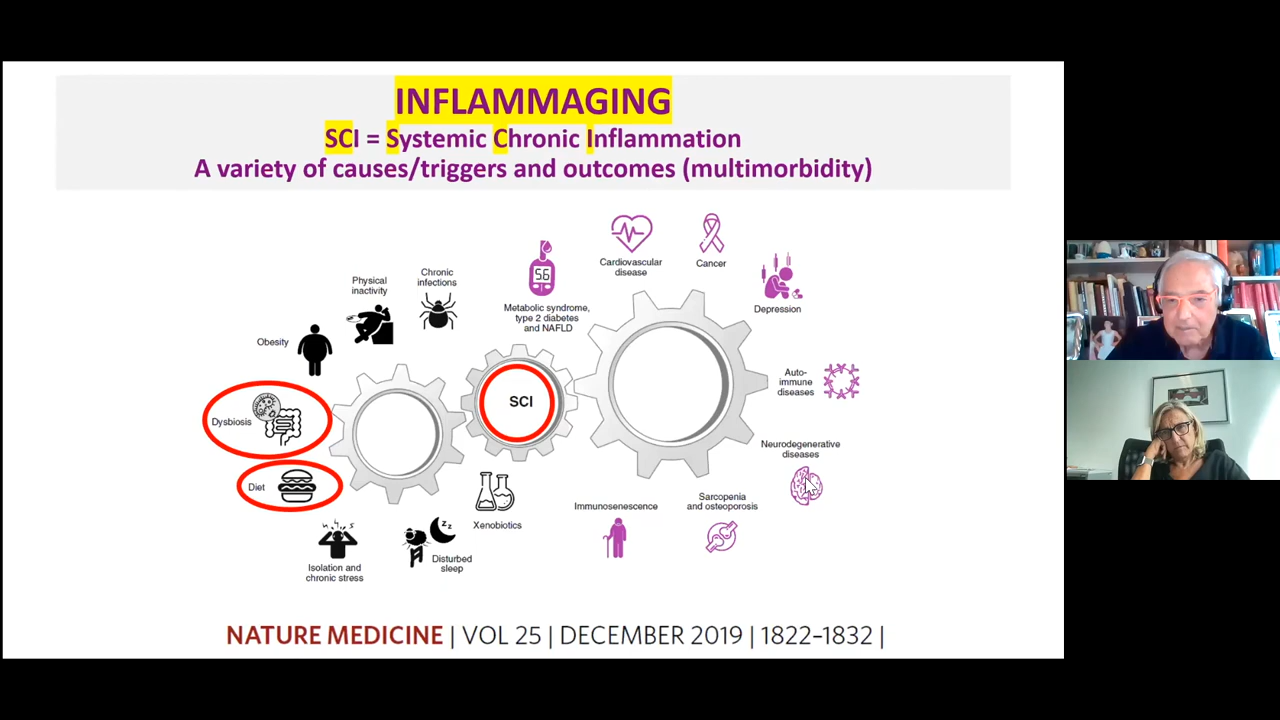 INFLAMMAGING
SCI = Systemic Chronic Inflammation
A variety of causes/triggers and outcomes (multimorbidity)
Cardiovascular
disease
Cancer
Depression
Chronic
infections
Physical
inactivity
56
Metabolic syndrome,
type 2 diabetes
and NAFLD
Obesity
Auto-
immune
diseases
SCI
Dysbiosis
Neurodegenerative
diseases
Diet
Sarcopenia
and osteoporosis
Immunosenescence
Xenobiotics
z z
Disturbed
sleep
Isolation and
chronic stress
NATURE MEDICINE | VOL 25 | DECEMBER 2019 | 1822–1832 |